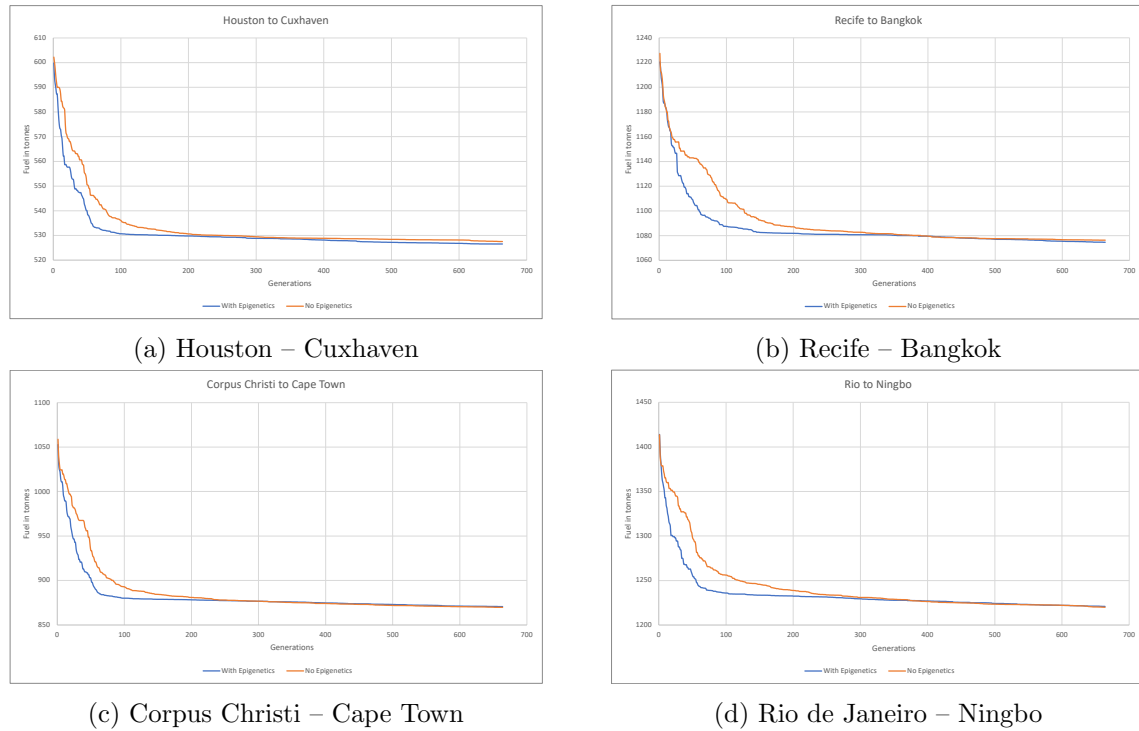 Houston to Cuxhaven
610
600
590
580
570
560
550
540
530
520
Fuel in tonnes
0 100 200 300 400 500 600 700
Generations
With Epigenetics No Epigenetics
(a) Houston – Cuxhaven
Recife to Bangkok
1240
1220
1200
1180
1160
1140
1120
1100
1080
1060
Fuel in tonnes
0 100 200 300 400 500 600 700
Generations
With Epigenetics No Epigenetics
(b) Recife – Bangkok
Corpus Christi to Cape Town
1100
1050
1000
950
900
850
Fuel in tonnes
0 100 200 300 400 500 600 700
Generations
With Epigenetics No Epigenetics
(c) Corpus Christi – Cape Town
Rio to Ningbo
1450
1400
1350
1300
1250
1200
Fuel in tonnes
0 100 200 300 400 500 600 700
Generations
With Epigenetics No Epigenetics
(d) Rio de Janeiro – Ningbo